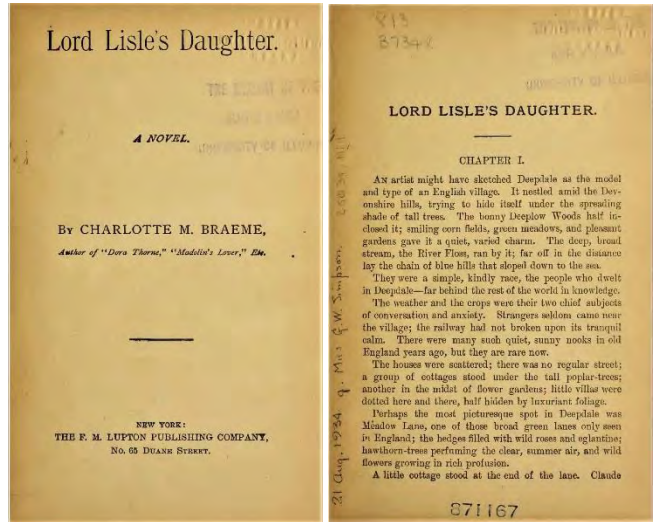 Lord Lisle's Daughter.
A NOVEL.
BY CHARLOTTE M. BRAEME,
Author of "Dora Thorne," "Madolin's Lover," Etc.
NEW YORK:
THE F. M. LUPTON PUBLISHING COMPANY,
No. 65 DUANE STREET.
813
B734l
LORD LISLE'S DAUGHTER.
CHAPTER I.
AN artist might have sketched Deepdale as the model
and type of an English village. It nestled amid the Dev-
onshire hills, trying to hide itself under the spreading
shade of tall trees. The bonny Deeplow Woods half in-
closed it; smiling corn fields, green meadows, and pleasant
gardens gave it a quiet, varied charm. The deep, broad
stream, the River Floss, ran by it; far off in the distance
lay the chain of blue hills that sloped down to the sea.
They were a simple, kindly race, the people who dwelt
in Deepdale—far behind the rest of the world in knowledge.
The weather and the crops were their two chief subjects
of conversation and anxiety. Strangers seldom came near
the village; the railway had not broken upon its tranquil
calm. There were many such quiet, sunny nooks in old
England years ago, but they are rare now.
The houses were scattered; there was no regular street;
a group of cottages stood under the tall poplar-trees;
another in the midst of flower gardens; little villas were
dotted here and there, half hidden by luxuriant foliage.
Perhaps the most picturesque spot in Deepdale was
Meadow Lane, one of those broad green lanes only seen
in England; the hedges filled with wild roses and eglantine;
hawthorn-trees perfuming the clear, summer air, and wild
flowers growing in rich profusion.
A little cottage stood at the end of the lane. Claude
21 Aug. 1934 g. Miss G.W. Simpson.
871167